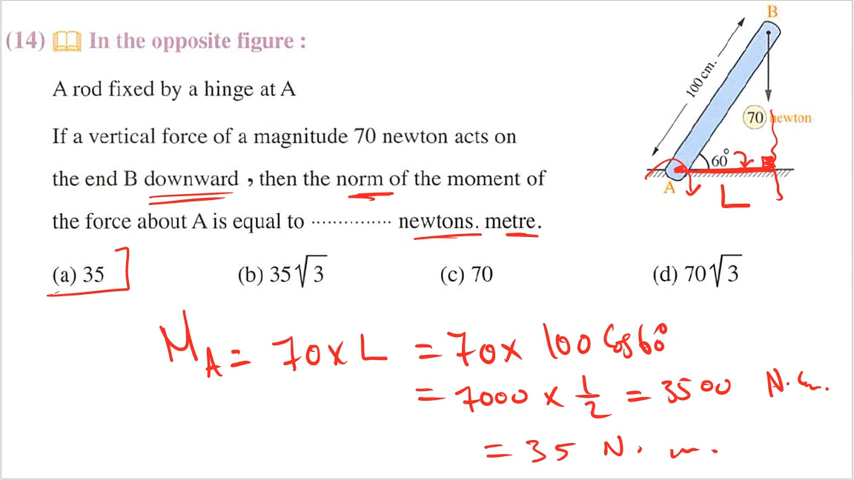 (14) In the opposite figure :
A rod fixed by a hinge at A
If a vertical force of a magnitude 70 newton acts on
the end B downward , then the norm of the moment of
the force about A is equal to ·············· newtons. metre.
(a) 35 (b) 35√3 (c) 70 (d) 70√3
B
100 cm.
70 newton
60°
A
L
M_A = 70 × L = 70 × 100 Cos 60°
= 7000 × 1/2 = 3500 N. cm.
= 35 N. m.